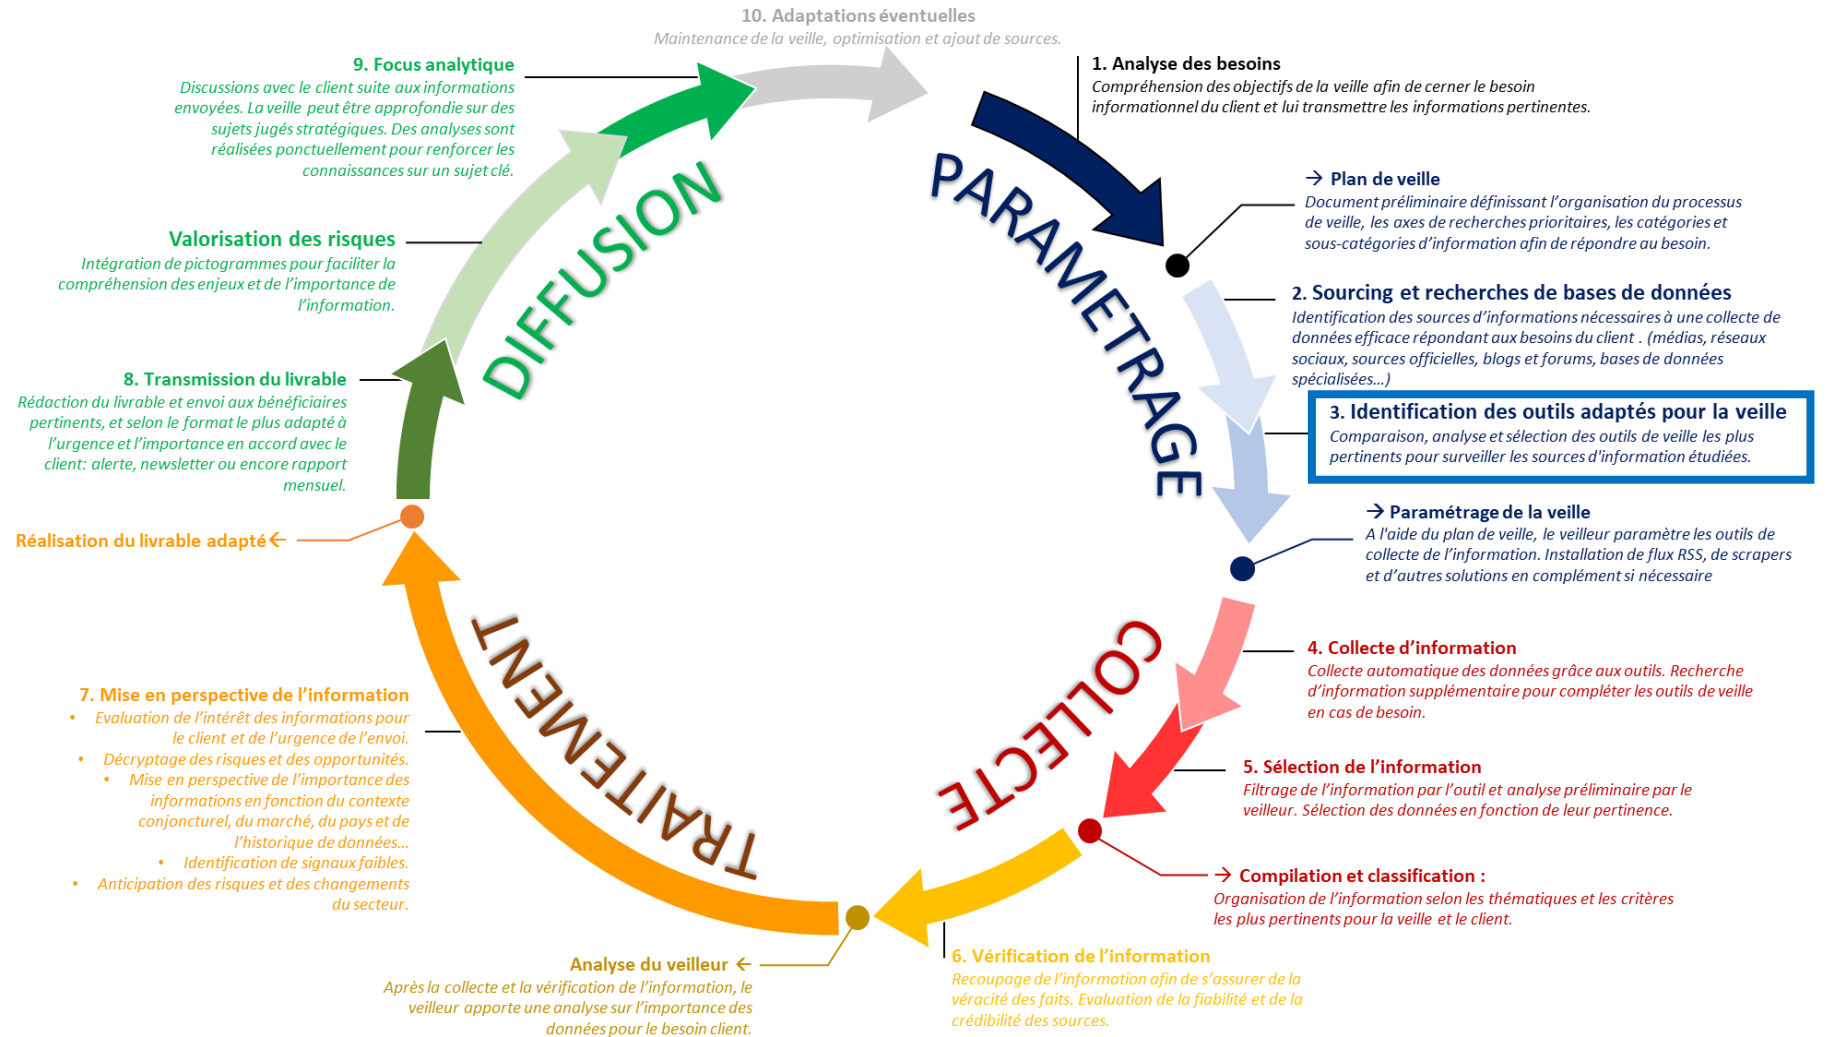 10. Adaptations éventuelles
Maintenance de la veille, optimisation et ajout de sources.
1. Analyse des besoins
Compréhension des objectifs de la veille afin de cerner le besoin
informationnel du client et lui transmettre les informations pertinentes.
→ Plan de veille
Document préliminaire définissant l’organisation du processus
de veille, les axes de recherches prioritaires, les catégories et
sous-catégories d’information afin de répondre au besoin.
2. Sourcing et recherches de bases de données
Identification des sources d’informations nécessaires à une collecte de
données efficace répondant aux besoins du client . (médias, réseaux
sociaux, sources officielles, blogs et forums, bases de données
spécialisées…)
3. Identification des outils adaptés pour la veille
Comparaison, analyse et sélection des outils de veille les plus
pertinents pour surveiller les sources d'information étudiées.
→ Paramétrage de la veille
A l'aide du plan de veille, le veilleur paramètre les outils de
collecte de l’information. Installation de flux RSS, de scrapers
et d’autres solutions en complément si nécessaire
PARAMETRAGE
4. Collecte d’information
Collecte automatique des données grâce aux outils. Recherche
d’information supplémentaire pour compléter les outils de veille
en cas de besoin.
5. Sélection de l’information
Filtrage de l’information par l’outil et analyse préliminaire par le
veilleur. Sélection des données en fonction de leur pertinence.
→ Compilation et classification :
Organisation de l’information selon les thématiques et les critères
les plus pertinents pour la veille et le client.
COLLECTE
6. Vérification de l’information
Recoupage de l’information afin de s’assurer de la
véracité des faits. Evaluation de la fiabilité et de la
crédibilité des sources.
Analyse du veilleur ←
Après la collecte et la vérification de l’information, le
veilleur apporte une analyse sur l’importance des
données pour le besoin client.
TRAITEMENT
7. Mise en perspective de l’information
• Evaluation de l’intérêt des informations pour
le client et de l’urgence de l’envoi.
• Décryptage des risques et des opportunités.
• Mise en perspective de l’importance des
informations en fonction du contexte
conjoncturel, du marché, du pays et de
l’historique de données…
• Identification de signaux faibles.
• Anticipation des risques et des changements
du secteur.
Réalisation du livrable adapté←
8. Transmission du livrable
Rédaction du livrable et envoi aux bénéficiaires
pertinents, et selon le format le plus adapté à
l’urgence et l’importance en accord avec le
client: alerte, newsletter ou encore rapport
mensuel.
Valorisation des risques
Intégration de pictogrammes pour faciliter la
compréhension des enjeux et de l’importance de
l’information.
9. Focus analytique
Discussions avec le client suite aux informations
envoyées. La veille peut être approfondie sur des
sujets jugés stratégiques. Des analyses sont
réalisées ponctuellement pour renforcer les
connaissances sur un sujet clé.
DIFFUSION